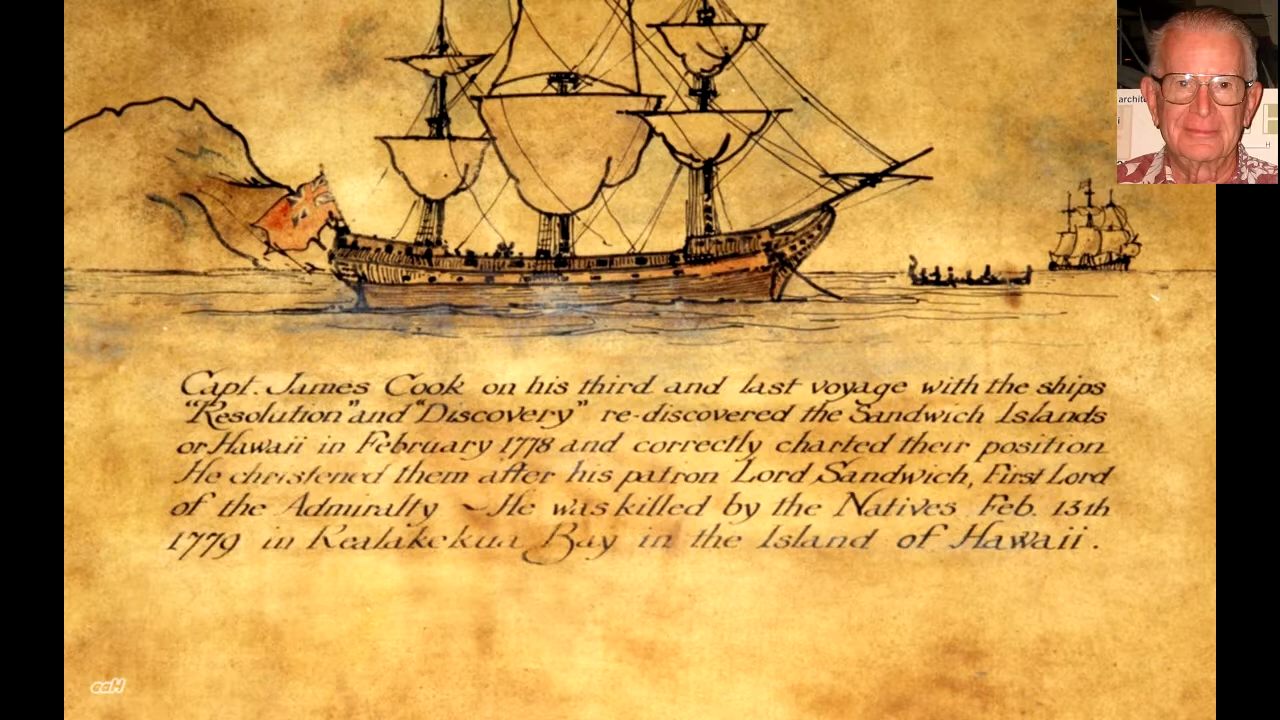 archite
H
Capt. James Cook on his third and last voyage with the ships
"Resolution" and "Discovery" re-discovered the Sandwich Islands
or Hawaii in February 1778 and correctly charted their position.
He christened them after his patron Lord Sandwich, First Lord
of the Admiralty ~ He was killed by the Natives Feb. 13th
1779 in Kealakekua Bay in the Island of Hawaii.
eaH